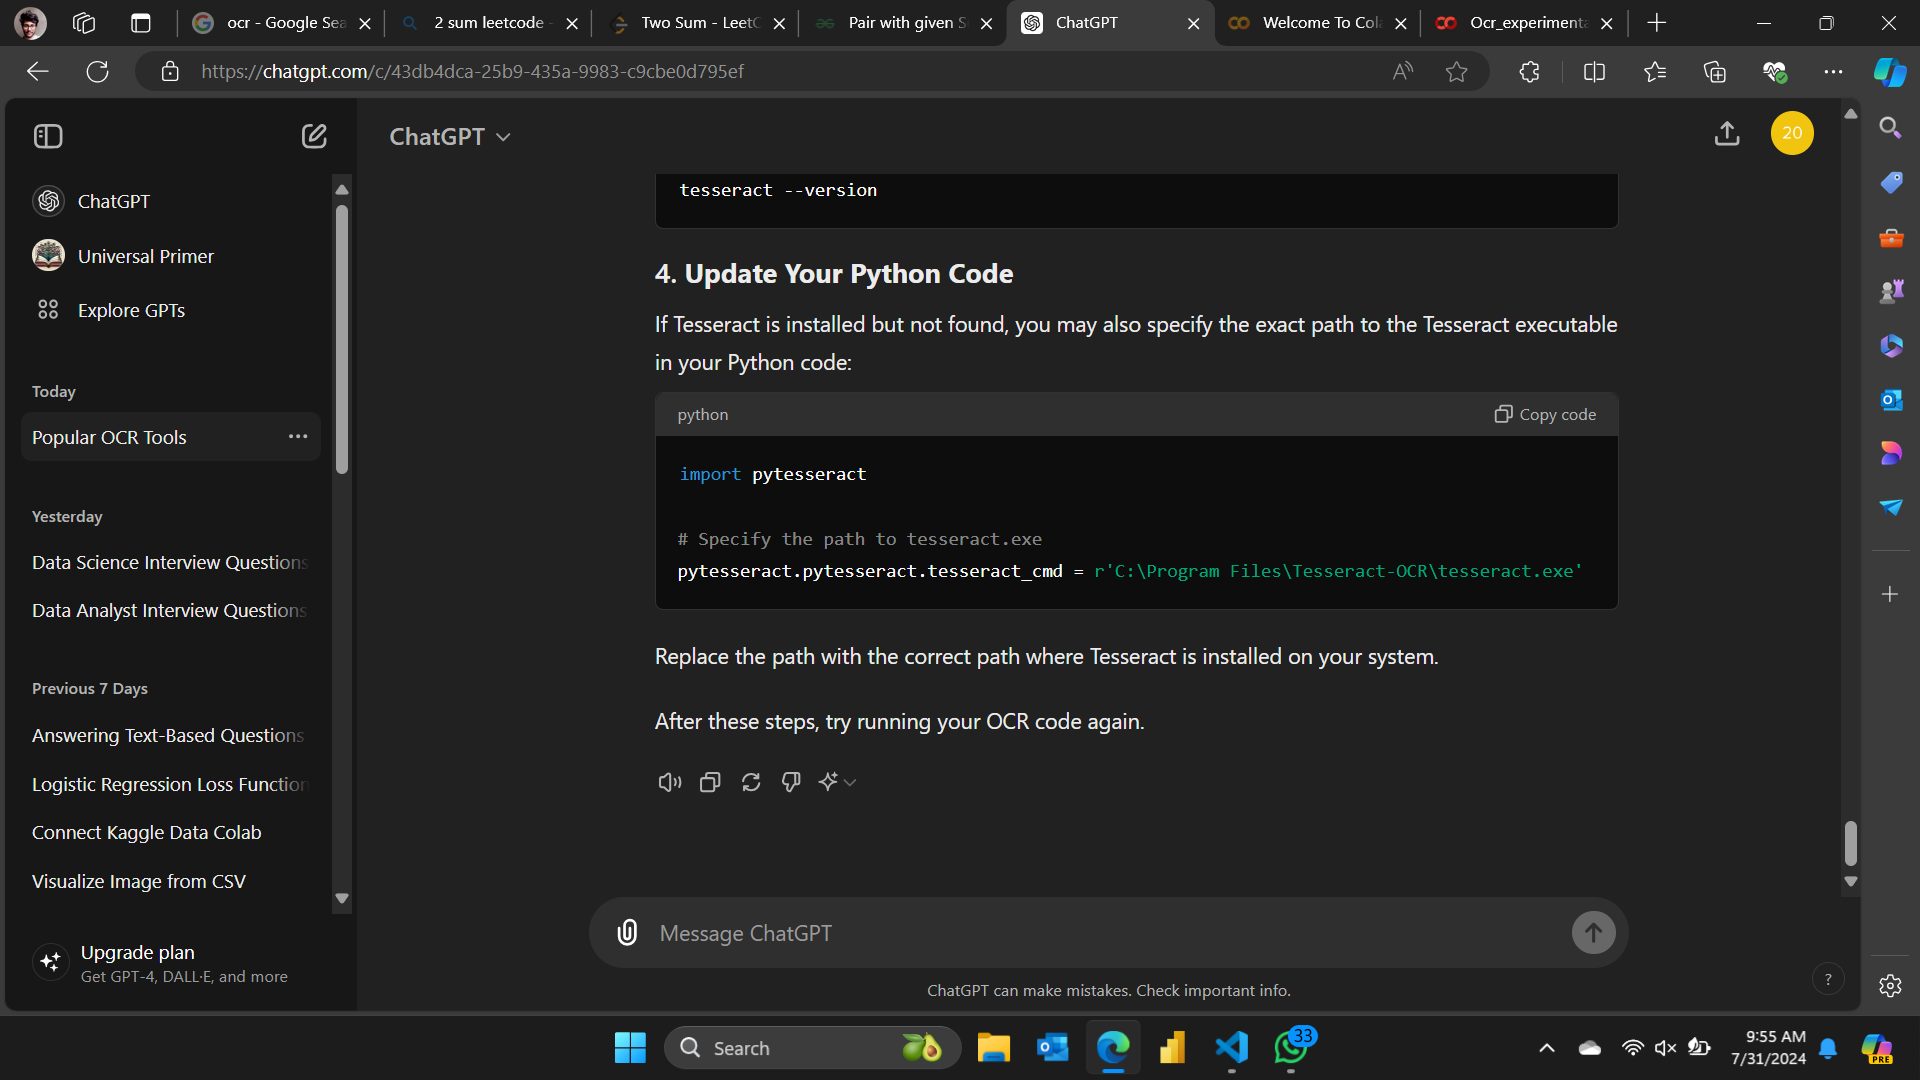 ocr - Google Sea
2 sum leetcode -
Two Sum - LeetC
Pair with given S
ChatGPT
Welcome To Cola
Ocr_experimenta
https://chatgpt.com/c/43db4dca-25b9-435a-9983-c9cbe0d795ef
ChatGPT
20
ChatGPT
Universal Primer
Explore GPTs
Today
Popular OCR Tools
Yesterday
Data Science Interview Questions
Data Analyst Interview Questions
Previous 7 Days
Answering Text-Based Questions
Logistic Regression Loss Function
Connect Kaggle Data Colab
Visualize Image from CSV
Upgrade plan
Get GPT-4, DALL·E, and more
tesseract --version
4. Update Your Python Code
If Tesseract is installed but not found, you may also specify the exact path to the Tesseract executable
in your Python code:
python
Copy code
import pytesseract
# Specify the path to tesseract.exe
pytesseract.pytesseract.tesseract_cmd = r'C:\Program Files\Tesseract-OCR\tesseract.exe'
Replace the path with the correct path where Tesseract is installed on your system.
After these steps, try running your OCR code again.
Message ChatGPT
ChatGPT can make mistakes. Check important info.
?
Search
33
9:55 AM
7/31/2024
PRE